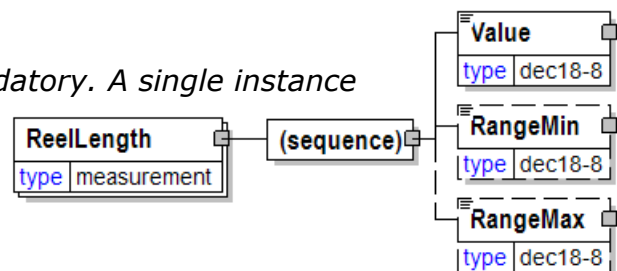 Value
type dec18-8
datory. A single instance
ReelLength
type measurement
(sequence)
RangeMin
type dec18-8
RangeMax
type dec18-8